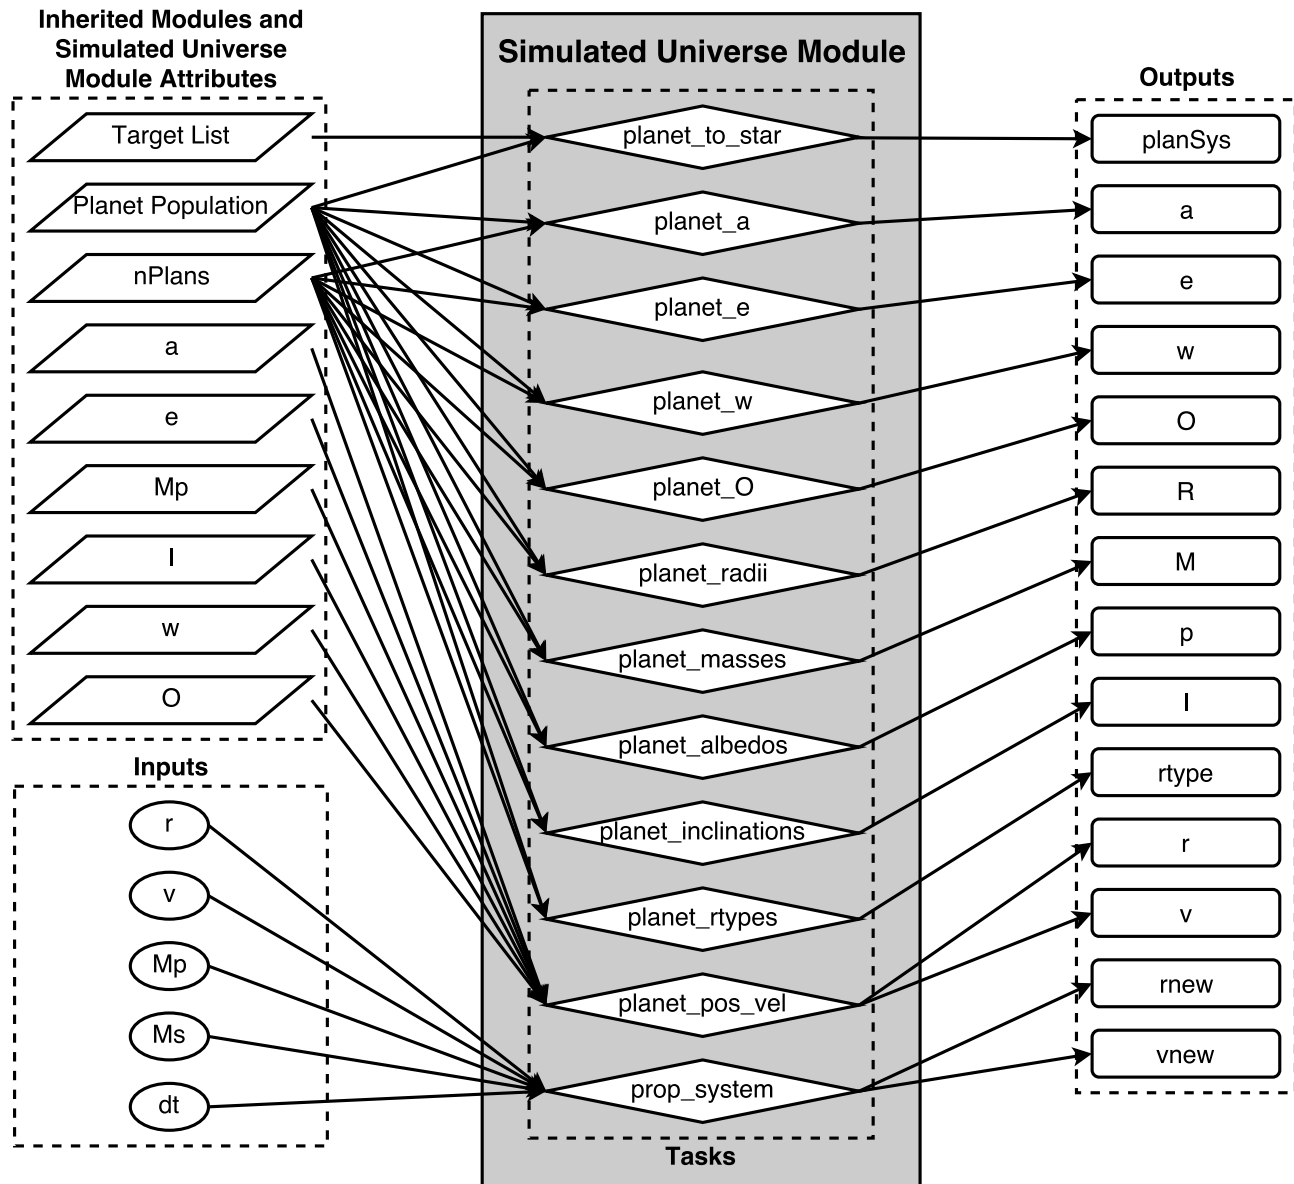 Inherited Modules and
Simulated Universe
Module Attributes
Target List
Planet Population
nPlans
a
e
Mp
I
w
O
Inputs
r
v
Mp
Ms
dt
Simulated Universe Module
planet_to_star
planet_a
planet_e
planet_w
planet_O
planet_radii
planet_masses
planet_albedos
planet_inclinations
planet_rtypes
planet_pos_vel
prop_system
Tasks
Outputs
planSys
a
e
w
O
R
M
p
I
rtype
r
v
rnew
vnew